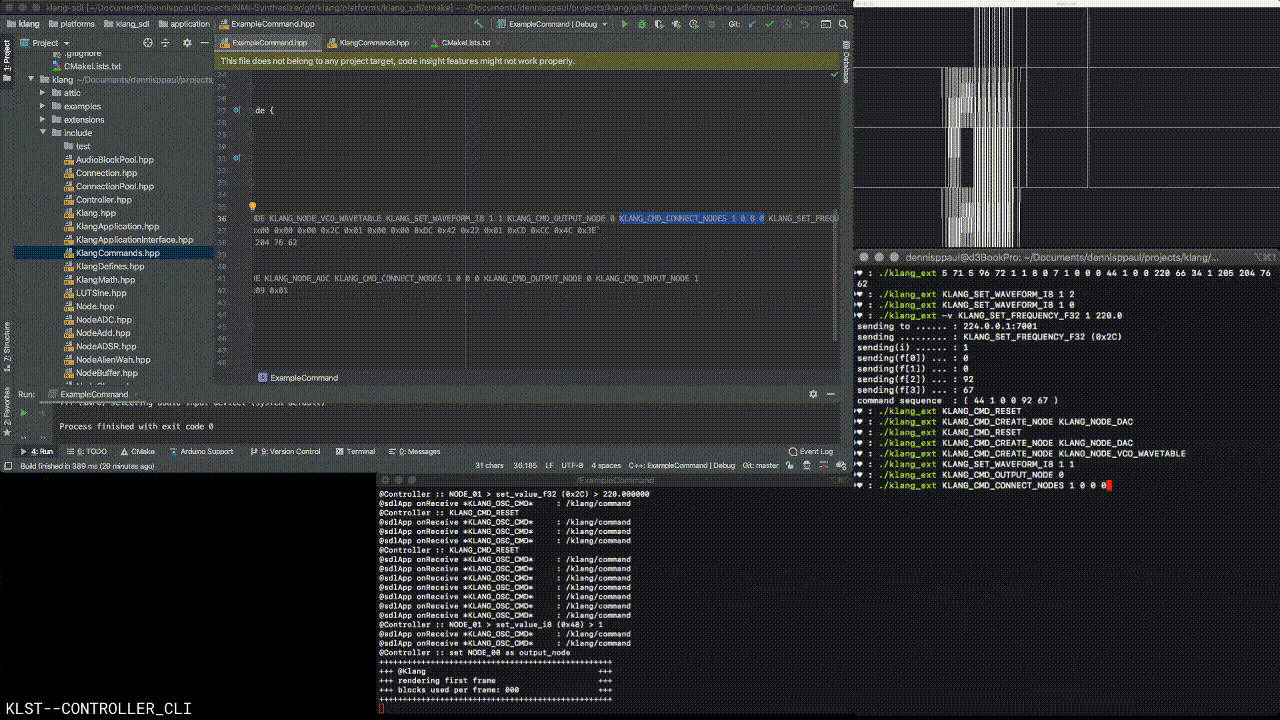 klang-sdl [~/Documents/dennisppaul/projects/NMI-Synthesizer/git/klang/platforms/klang_sdl/cmake]
klang platforms klang_sdl application ExampleCommand.hpp
ExampleCommand | Debug
Git:
Project
ExampleCommand.hpp KlangCommands.hpp CMakeLists.txt
This file does not belong to any project target, code insight features might not work properly.
1: Project
Database
.gitignore
CMakeLists.txt
klang ~/Documents/dennisppaul/projects
attic
examples
extensions
include
test
AudioBlockPool.hpp
Connection.hpp
ConnectionPool.hpp
Controller.hpp
Klang.hpp
KlangApplication.hpp
KlangApplicationInterface.hpp
KlangCommands.hpp
KlangDefines.hpp
KlangMath.hpp
LUTSine.hpp
Node.hpp
NodeADC.hpp
NodeAdd.hpp
NodeADSR.hpp
NodeAlienWah.hpp
NodeBuffer.hpp
de {
36 DE KLANG_NODE_VCO_WAVETABLE KLANG_SET_WAVEFORM_I8 1 1 KLANG_CMD_OUTPUT_NODE 0 KLANG_CMD_CONNECT_NODES 1 0 0 0 KLANG_SET_FREQU
0x00 0x00 0x00 0x2C 0x01 0x00 0x00 0xDC 0x42 0x22 0x01 0xCD 0xCC 0x4C 0x3E`
204 76 62
E KLANG_NODE_ADC KLANG_CMD_CONNECT_NODES 1 0 0 0 KLANG_CMD_OUTPUT_NODE 0 KLANG_CMD_INPUT_NODE 1
:09 0x01
ExampleCommand
7: Structure
2: Favorites
Run: ExampleCommand
Process finished with exit code 0
4: Run 6: TODO CMake Arduino Support 9: Version Control Terminal 0: Messages Event Log
Build finished in 389 ms (29 minutes ago) 31 chars 36:185 LF UTF-8 4 spaces C++: ExampleCommand | Debug Git: master
dennisppaul@d3BookPro: ~/Documents/dennisppaul/projects/klang/... ⌥⌘1
♥ : ./klang_ext 5 71 5 96 72 1 1 8 0 7 1 0 0 0 44 1 0 0 220 66 34 1 205 204 76
62
♥ : ./klang_ext KLANG_SET_WAVEFORM_I8 1 2
♥ : ./klang_ext KLANG_SET_WAVEFORM_I8 1 0
♥ : ./klang_ext -v KLANG_SET_FREQUENCY_F32 1 220.0
sending to ...... : 224.0.0.1:7001
sending ......... : KLANG_SET_FREQUENCY_F32 (0x2C)
sending(i) ...... : 1
sending(f[0]) ... : 0
sending(f[1]) ... : 0
sending(f[2]) ... : 92
sending(f[3]) ... : 67
command sequence : ( 44 1 0 0 92 67 )
♥ : ./klang_ext KLANG_CMD_RESET
♥ : ./klang_ext KLANG_CMD_CREATE_NODE KLANG_NODE_DAC
♥ : ./klang_ext KLANG_CMD_RESET
♥ : ./klang_ext KLANG_CMD_CREATE_NODE KLANG_NODE_DAC
♥ : ./klang_ext KLANG_CMD_CREATE_NODE KLANG_NODE_VCO_WAVETABLE
♥ : ./klang_ext KLANG_SET_WAVEFORM_I8 1 1
♥ : ./klang_ext KLANG_CMD_OUTPUT_NODE 0
♥ : ./klang_ext KLANG_CMD_CONNECT_NODES 1 0 0 0
./ExampleCommand
@Controller :: NODE_01 > set_value_f32 (0x2C) > 220.000000
@sdlApp onReceive *KLANG_OSC_CMD* : /klang/command
@Controller :: KLANG_CMD_RESET
@sdlApp onReceive *KLANG_OSC_CMD* : /klang/command
@sdlApp onReceive *KLANG_OSC_CMD* : /klang/command
@sdlApp onReceive *KLANG_OSC_CMD* : /klang/command
@Controller :: KLANG_CMD_RESET
@sdlApp onReceive *KLANG_OSC_CMD* : /klang/command
@sdlApp onReceive *KLANG_OSC_CMD* : /klang/command
@sdlApp onReceive *KLANG_OSC_CMD* : /klang/command
@sdlApp onReceive *KLANG_OSC_CMD* : /klang/command
@sdlApp onReceive *KLANG_OSC_CMD* : /klang/command
@sdlApp onReceive *KLANG_OSC_CMD* : /klang/command
@sdlApp onReceive *KLANG_OSC_CMD* : /klang/command
@Controller :: NODE_01 > set_value_i8 (0x48) > 1
@sdlApp onReceive *KLANG_OSC_CMD* : /klang/command
@sdlApp onReceive *KLANG_OSC_CMD* : /klang/command
@Controller :: set NODE_00 as output_node
++++++++++++++++++++++++++++++++++++++++++++++++++
+++ @Klang +++
+++ rendering first frame +++
+++ blocks used per frame: 000 +++
++++++++++++++++++++++++++++++++++++++++++++++++++
KLST--CONTROLLER_CLI